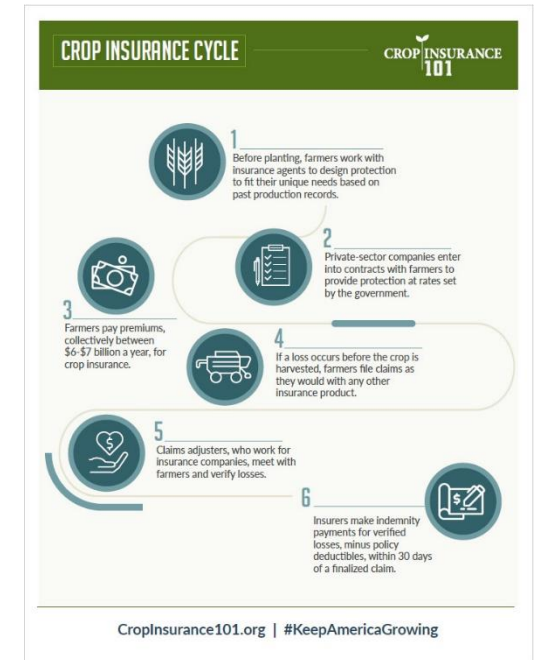 CROP INSURANCE CYCLE
CROP INSURANCE
101
1
Before planting, farmers work with
insurance agents to design protection
to fit their unique needs based on
past production records.
2
Private-sector companies enter
into contracts with farmers to
provide protection at rates set
by the government.
3
Farmers pay premiums,
collectively between
$6-$7 billion a year, for
crop insurance.
4
If a loss occurs before the crop is
harvested, farmers file claims as
they would with any other
insurance product.
5
Claims adjusters, who work for
insurance companies, meet with
farmers and verify losses.
6
Insurers make indemnity
payments for verified
losses, minus policy
deductibles, within 30 days
of a finalized claim.
CropInsurance101.org | #KeepAmericaGrowing